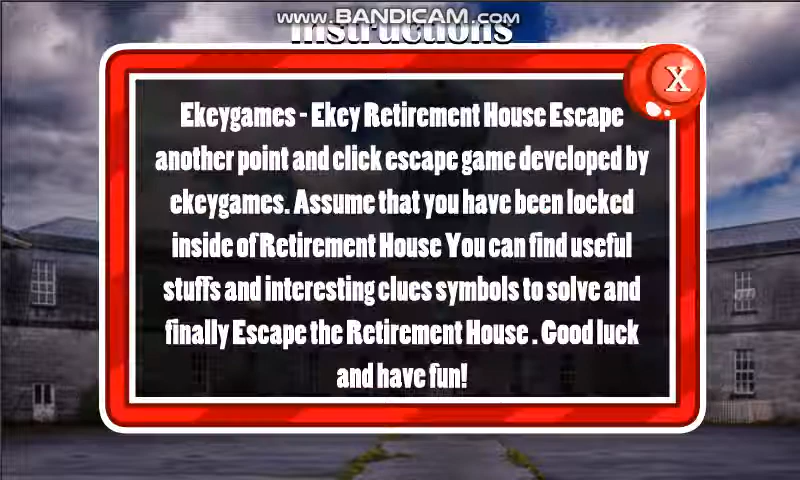 www.BANDICAM.com
Instructions
X
Ekeygames - Ekey Retirement House Escape
another point and click escape game developed by
ekeygames. Assume that you have been locked
inside of Retirement House You can find useful
stuffs and interesting clues symbols to solve and
finally Escape the Retirement House . Good luck
and have fun!